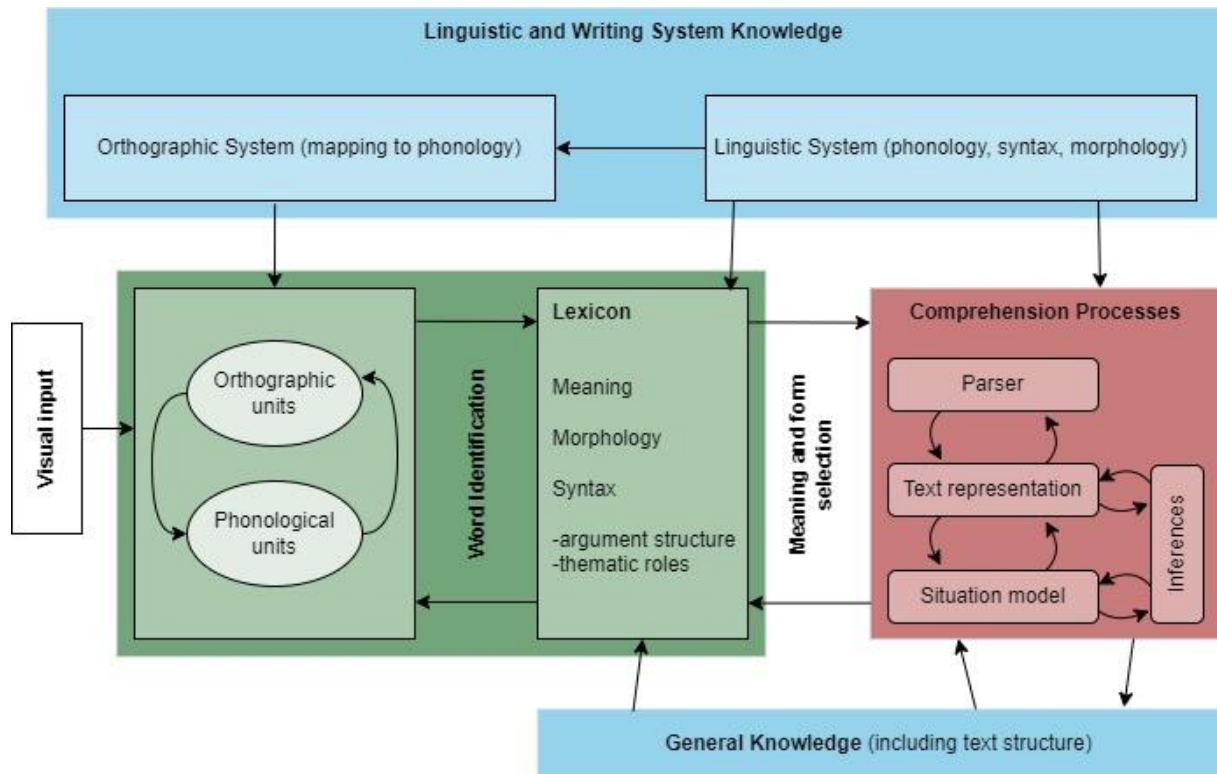 Linguistic and Writing System Knowledge
Orthographic System (mapping to phonology)
Linguistic System (phonology, syntax, morphology)
Visual input
Orthographic
units
Phonological
units
Word Identification
Lexicon
Meaning
Morphology
Syntax
-argument structure
-thematic roles
Meaning and form
selection
Comprehension Processes
Parser
Text representation
Situation model
Inferences
General Knowledge (including text structure)